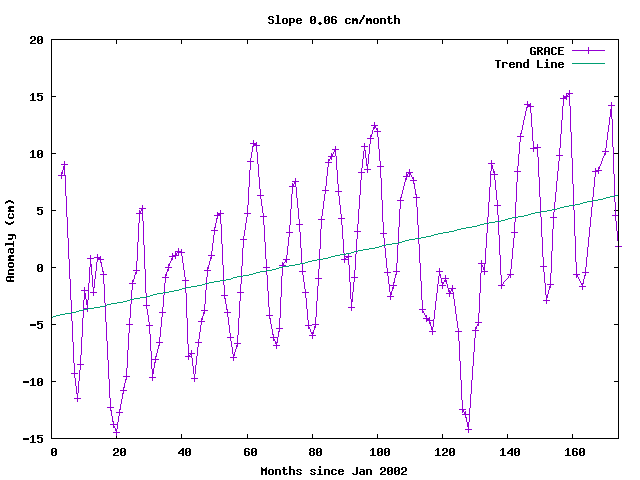 Slope 0.06 cm/month
20
GRACE
Trend Line
15
10
5
0
-5
-10
-15
Anomaly (cm)
0 20 40 60 80 100 120 140 160
Months since Jan 2002